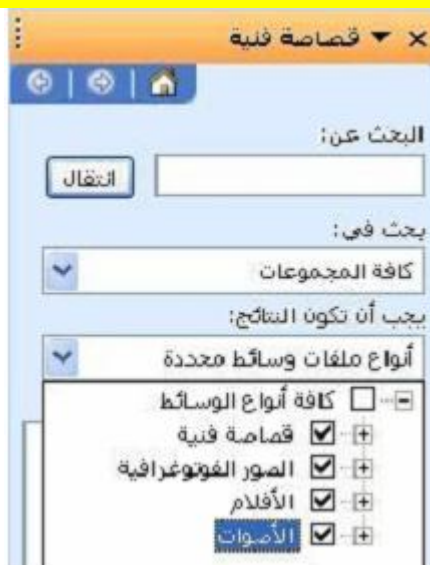 قصاصة فنية
البحث عن:
انتقال
بحث في:
كافة المجموعات
يجب أن تكون النتائج:
أنواع ملفات وسائط محددة
كافة أنواع الوسائط
قصاصة فنية
الصور الفوتوغرافية
الأفلام
الأصوات